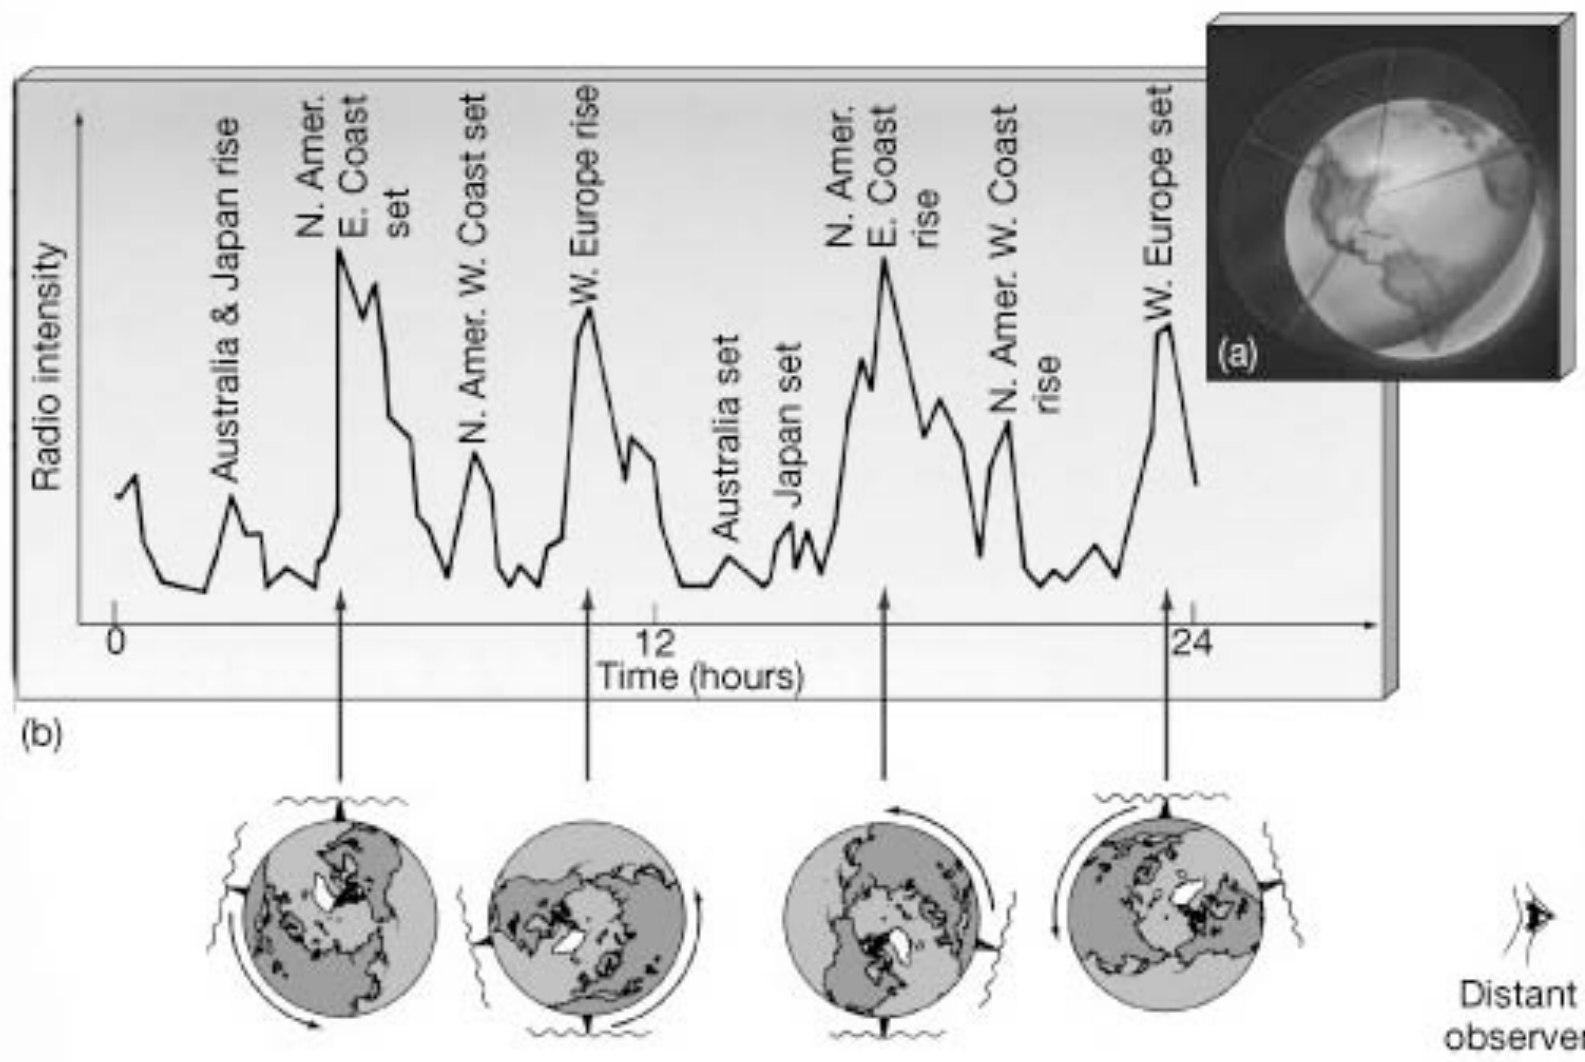 Radio intensity
Australia & Japan rise
N. Amer.
E. Coast
set
N. Amer. W. Coast set
W. Europe rise
Australia set
Japan set
N. Amer.
E. Coast
rise
N. Amer. W. Coast
rise
W. Europe set
(a)
0
12
24
Time (hours)
(b)
Distant
observer